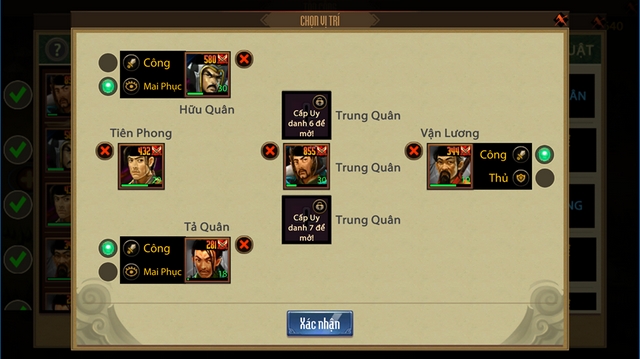 CHỌN VỊ TRÍ
?
Công
580
Mai Phục
30
Hữu Quân
Cấp Uy
danh 6 để
mở!
Trung Quân
Tiên Phong
432
Vận Lương
855
30
Trung Quân
344
Công
Thủ
Cấp Uy
danh 7 để
mở!
Trung Quân
Tả Quân
Công
281
Mai Phục
18
Xác nhận